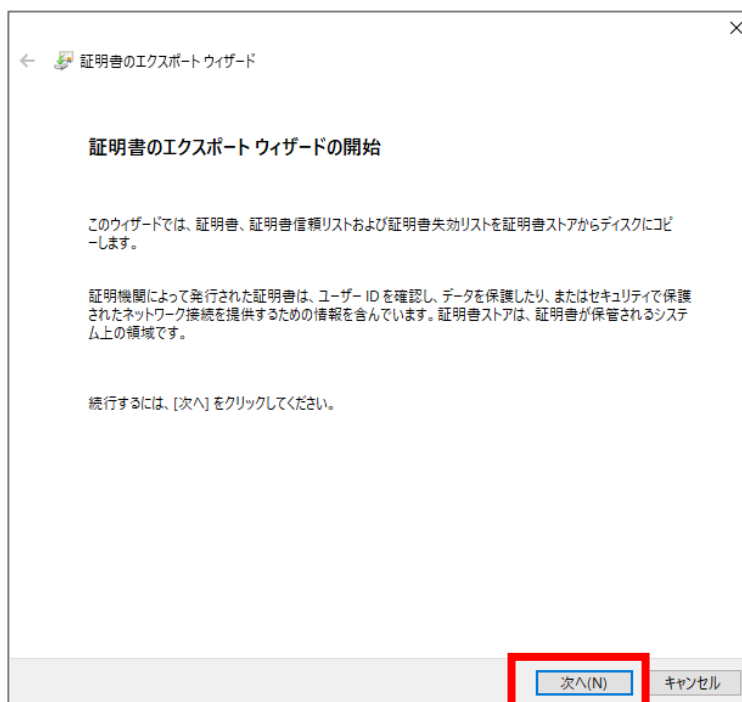 証明書のエクスポート ウィザード
証明書のエクスポート ウィザードの開始
このウィザードでは、証明書、証明書信頼リストおよび証明書失効リストを証明書ストアからディスクにコピ
ーします。
証明機関によって発行された証明書は、ユーザー ID を確認し、データを保護したり、またはセキュリティで保護
されたネットワーク接続を提供するための情報を含んでいます。証明書ストアは、証明書が保管されるシステ
ム上の領域です。
続行するには、[次へ] をクリックしてください。
次へ(N)
キャンセル